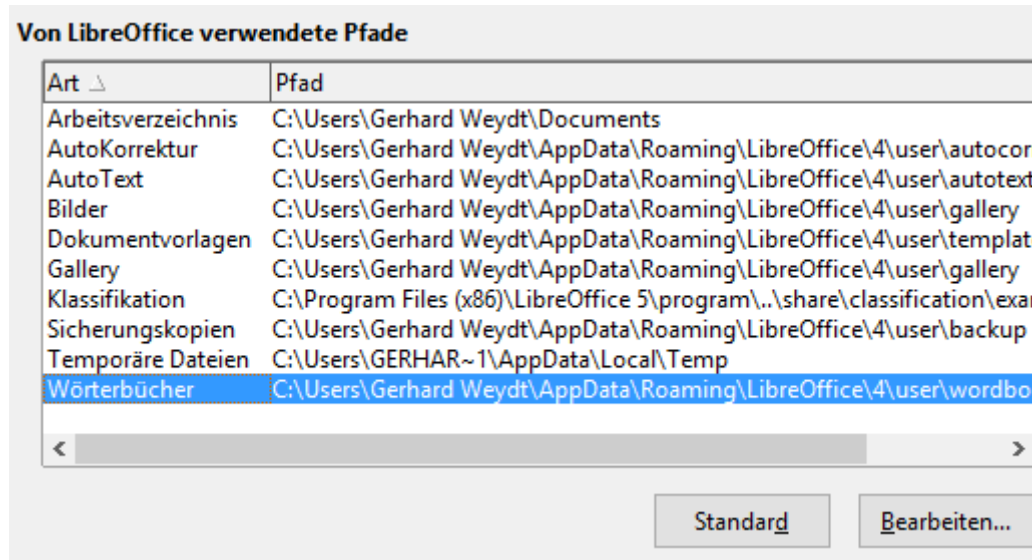 Von LibreOffice verwendete Pfade
Art Pfad
Arbeitsverzeichnis C:\Users\Gerhard Weydt\Documents
AutoKorrektur C:\Users\Gerhard Weydt\AppData\Roaming\LibreOffice\4\user\autocor
AutoText C:\Users\Gerhard Weydt\AppData\Roaming\LibreOffice\4\user\autotext
Bilder C:\Users\Gerhard Weydt\AppData\Roaming\LibreOffice\4\user\gallery
Dokumentvorlagen C:\Users\Gerhard Weydt\AppData\Roaming\LibreOffice\4\user\templat
Gallery C:\Users\Gerhard Weydt\AppData\Roaming\LibreOffice\4\user\gallery
Klassifikation C:\Program Files (x86)\LibreOffice 5\program\..\share\classification\exa
Sicherungskopien C:\Users\Gerhard Weydt\AppData\Roaming\LibreOffice\4\user\backup
Temporäre Dateien C:\Users\GERHAR~1\AppData\Local\Temp
Wörterbücher C:\Users\Gerhard Weydt\AppData\Roaming\LibreOffice\4\user\wordbo
Standard Bearbeiten...